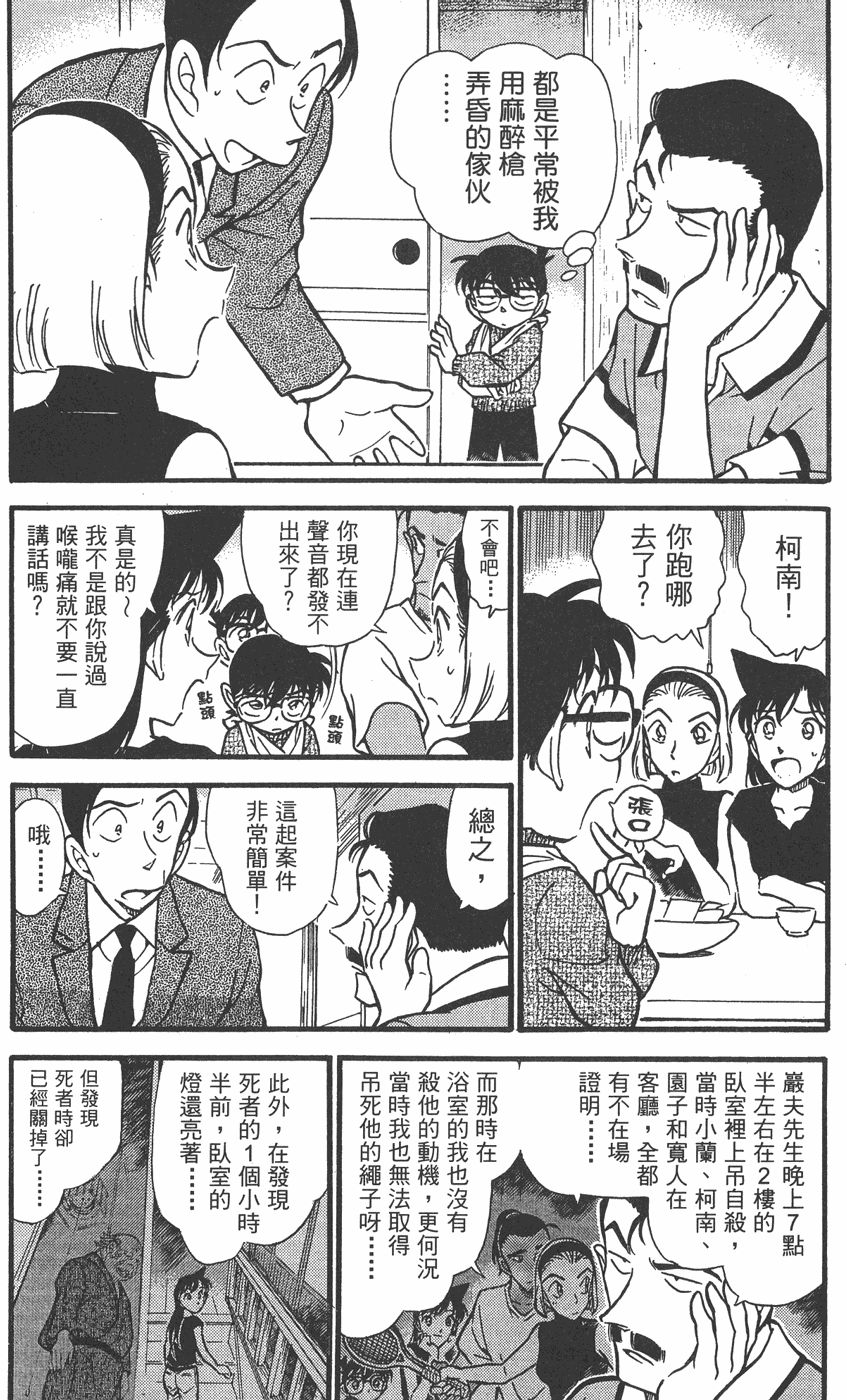 都是平常被我
用麻醉槍
弄昏的傢伙
……
柯南！
你跑哪
去了？
張
口
不會吧…
你現在連
聲音都發不
出來了？
點頭
點頭
真是的～
我不是跟你說過
喉嚨痛就不要一直
講話嗎？
總之，
這起案件
非常簡單！
哦……
巖夫先生晚上7點
半左右在2樓的
臥室裡上吊自殺，
當時小蘭、柯南、
園子和寬人在
客廳，全都
有不在場
證明……
而那時在
浴室的我也沒有
殺他的動機，更何況
當時我也無法取得
吊死他的繩子呀……
此外，在發現
死者的1個小時
半前，臥室的
燈還亮著……
但發現
死者時卻
已經關掉了……